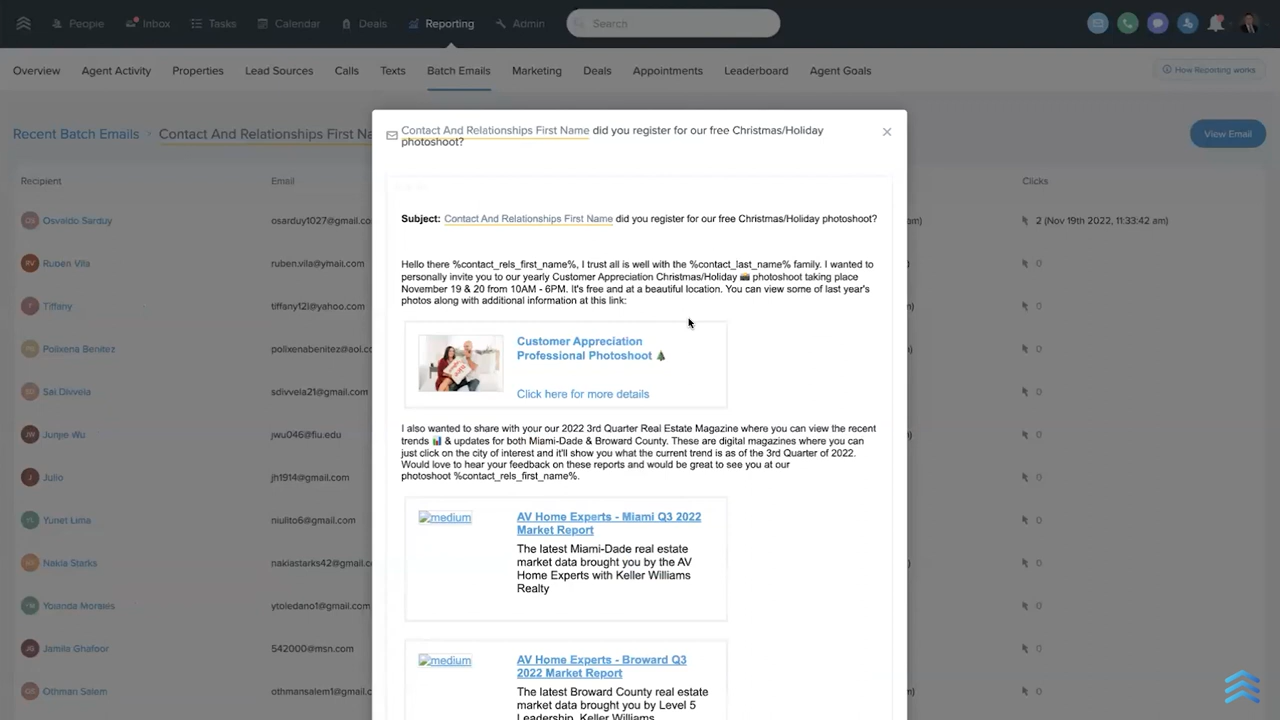 People Inbox Tasks Calendar Deals Reporting Admin Search
Overview Agent Activity Properties Lead Sources Calls Texts Batch Emails Marketing Deals Appointments Leaderboard Agent Goals How Reporting works
Recent Batch Emails › Contact And Relationships First Na
View Email
Recipient Email Clicks
OS Osvaldo Sarduy osarduy1027@gmail.co am) 2 (Nov 19th 2022, 11:33:42 am)
RV Ruben Vila ruben.vila@ymail.com 0
Tiffany tiffany12l@yahoo.com 0
Polixena Benitez polixenabenitez@aol.co 0
Sai Divvela sdivvela21@gmail.com 0
JW Junjie Wu jwu046@fiu.edu 0
Julio jh1914@gmail.com 0
Yunet Lima niulito6@gmail.com 0
Nakia Starks nakiastarks42@gmail.co 0
Yolanda Morales ytoledano1@gmail.com 0
Jamila Ghafoor 542000@msn.com 0
OS Othman Salem othmansalem1@gmail.c 0
Contact And Relationships First Name did you register for our free Christmas/Holiday
photoshoot?
Subject: Contact And Relationships First Name did you register for our free Christmas/Holiday photoshoot?
Hello there %contact_rels_first_name%, I trust all is well with the %contact_last_name% family. I wanted to
personally invite you to our yearly Customer Appreciation Christmas/Holiday 📸 photoshoot taking place
November 19 & 20 from 10AM - 6PM. It's free and at a beautiful location. You can view some of last year's
photos along with additional information at this link:
Customer Appreciation
Professional Photoshoot 🎄
Click here for more details
I also wanted to share with your our 2022 3rd Quarter Real Estate Magazine where you can view the recent
trends 📊 & updates for both Miami-Dade & Broward County. These are digital magazines where you can
just click on the city of interest and it'll show you what the current trend is as of the 3rd Quarter of 2022.
Would love to hear your feedback on these reports and would be great to see you at our
photoshoot %contact_rels_first_name%.
medium
AV Home Experts - Miami Q3 2022
Market Report
The latest Miami-Dade real estate
market data brought you by the AV
Home Experts with Keller Williams
Realty
medium
AV Home Experts - Broward Q3
2022 Market Report
The latest Broward County real estate
market data brought you by Level 5
Leadership, Keller Williams